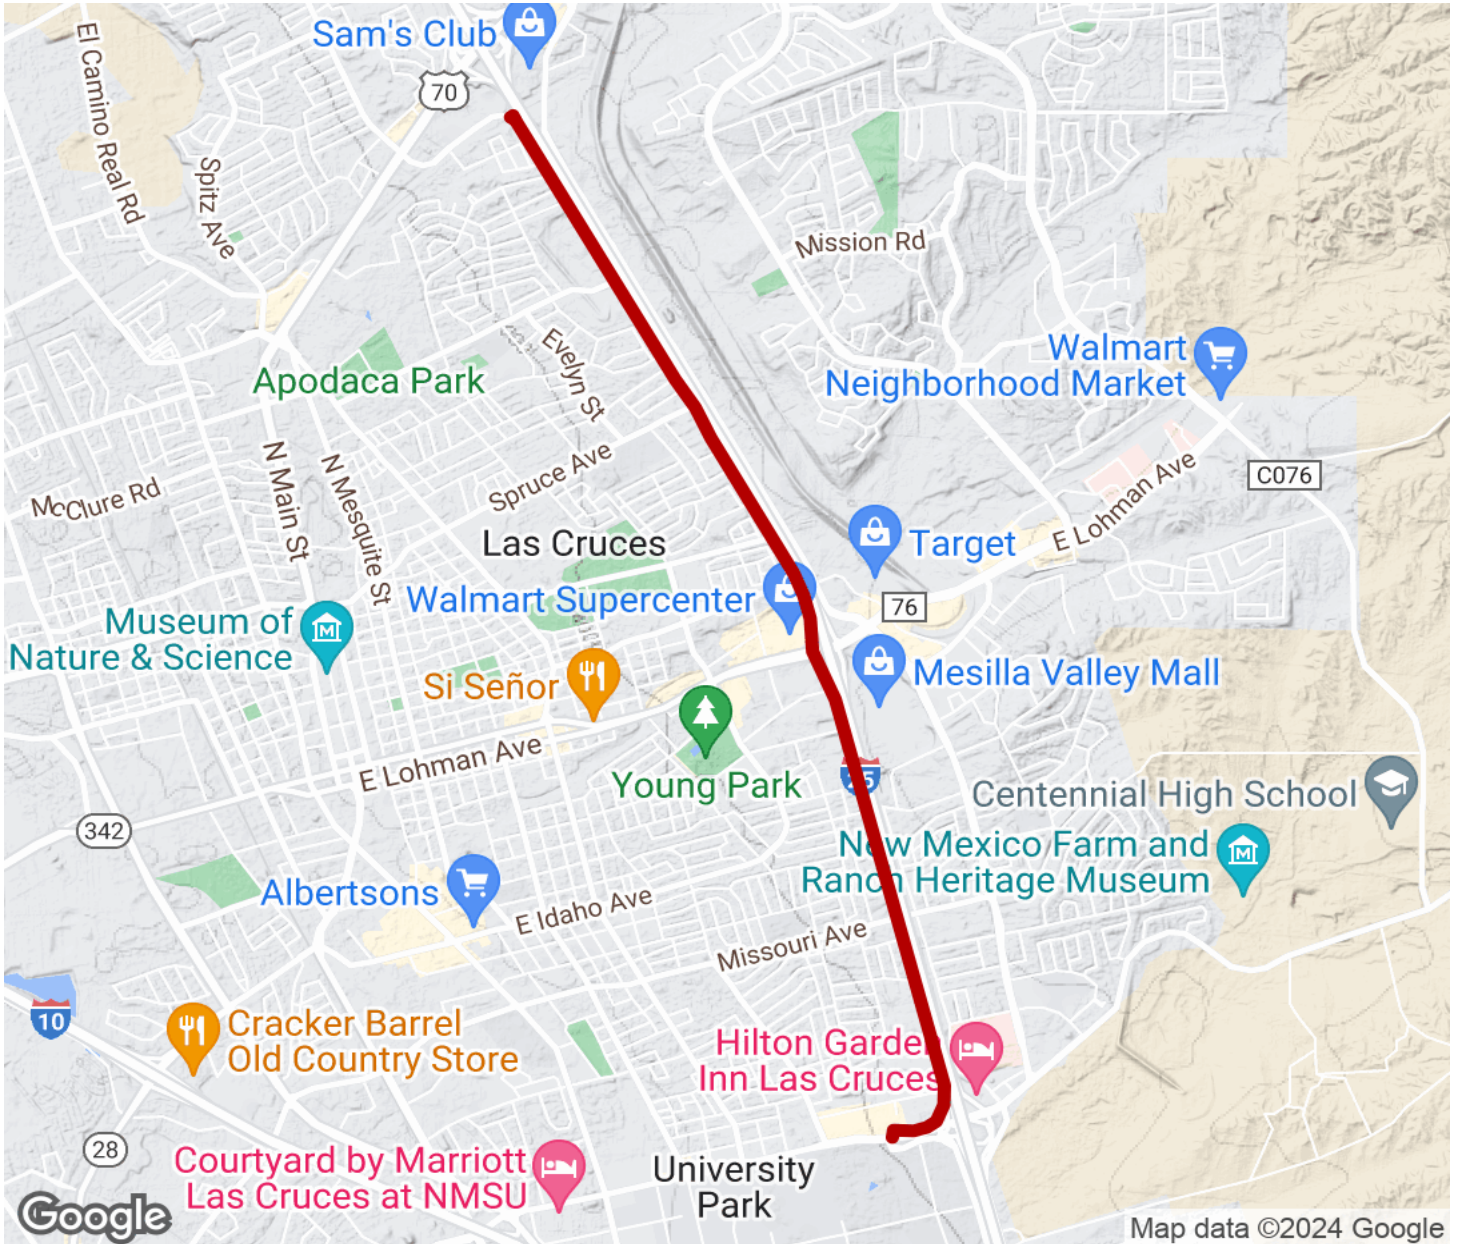 Sam's Club
70
El Camino Real Rd
Spitz Ave
Mission Rd
Walmart
Neighborhood Market
Evelyn St
Apodaca Park
N Main St
N Mesquite St
McClure Rd
Spruce Ave
E Lohman Ave
C076
Las Cruces
Target
Walmart Supercenter
76
Museum of
Nature & Science
Si Señor
Mesilla Valley Mall
E Lohman Ave
Young Park
25
Centennial High School
342
New Mexico Farm and
Ranch Heritage Museum
Albertsons
E Idaho Ave
Missouri Ave
10
Cracker Barrel
Old Country Store
Hilton Garden
Inn Las Cruces
28
Courtyard by Marriott
Las Cruces at NMSU
University
Park
Google
Map data ©2024 Google